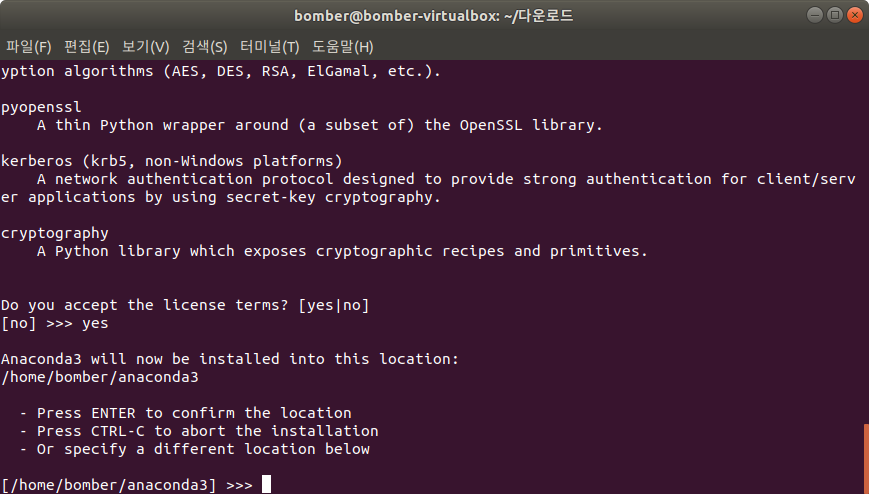 bomber@bomber-virtualbox: ~/다운로드
파일(F) 편집(E) 보기(V) 검색(S) 터미널(T) 도움말(H)
yption algorithms (AES, DES, RSA, ElGamal, etc.).
pyopenssl
A thin Python wrapper around (a subset of) the OpenSSL library.
kerberos (krb5, non-Windows platforms)
A network authentication protocol designed to provide strong authentication for client/serv
er applications by using secret-key cryptography.
cryptography
A Python library which exposes cryptographic recipes and primitives.
Do you accept the license terms? [yes|no]
[no] >>> yes
Anaconda3 will now be installed into this location:
/home/bomber/anaconda3
- Press ENTER to confirm the location
- Press CTRL-C to abort the installation
- Or specify a different location below
[/home/bomber/anaconda3] >>>